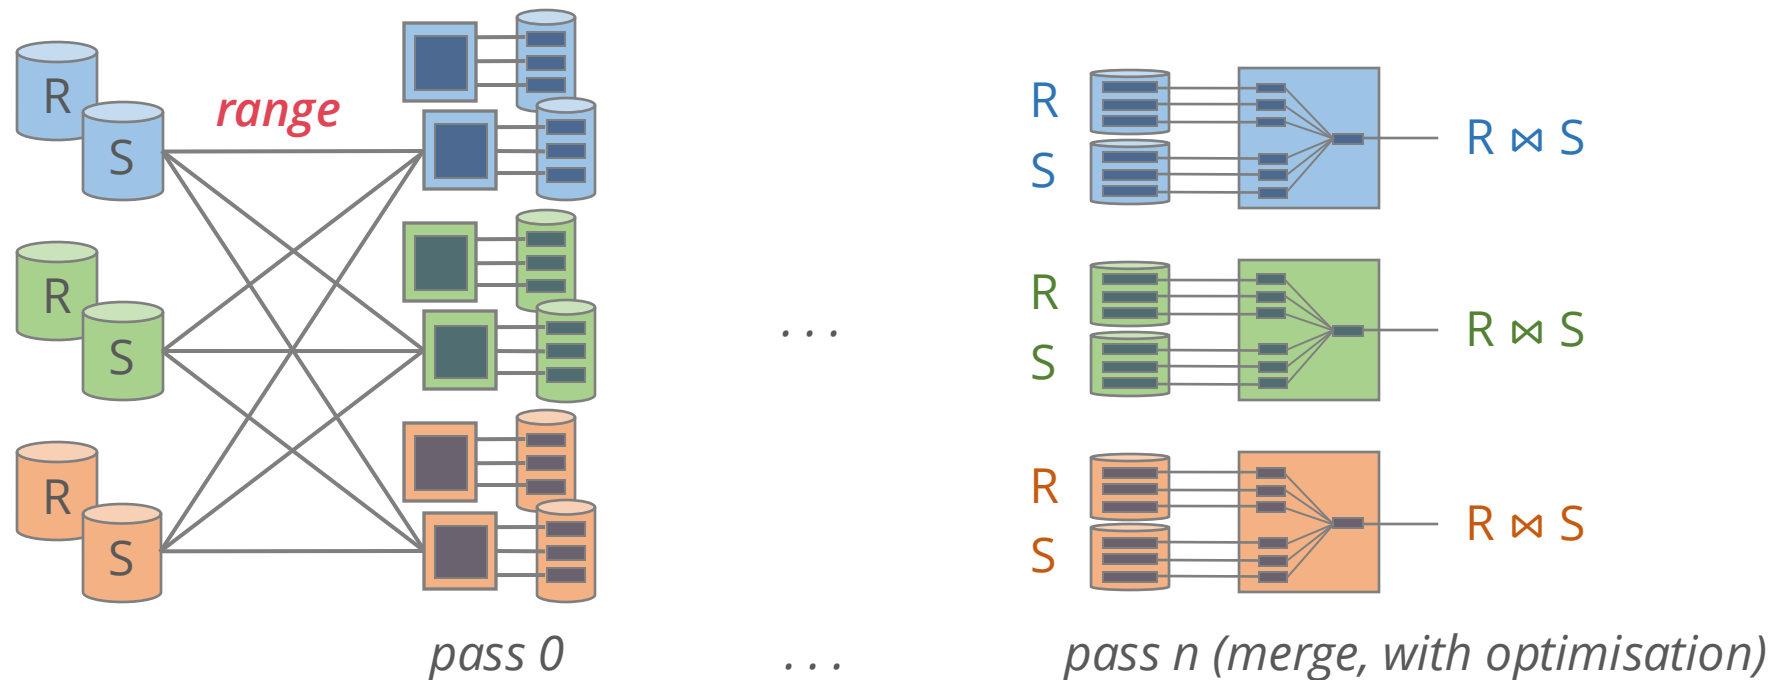 R
S
range
R
S
R
S
. . .
R
S
R ⋈ S
R
S
R ⋈ S
R
S
R ⋈ S
pass 0
. . .
pass n (merge, with optimisation)